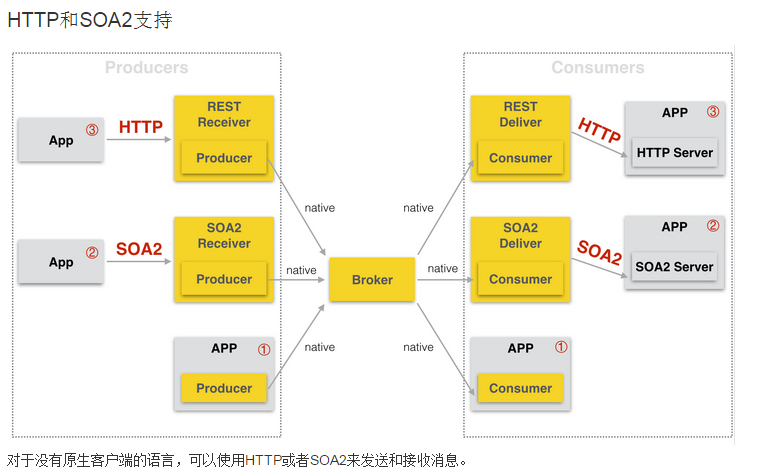 HTTP和SOA2支持
Producers
Consumers
App ③
HTTP
REST
Receiver
Producer
REST
Deliver
Consumer
HTTP
APP ③
HTTP Server
native
native
App ②
SOA2
SOA2
Receiver
Producer
native
Broker
native
SOA2
Deliver
Consumer
SOA2
APP ②
SOA2 Server
APP ①
Producer
native
native
APP ①
Consumer
对于没有原生客户端的语言，可以使用HTTP或者SOA2来发送和接收消息。